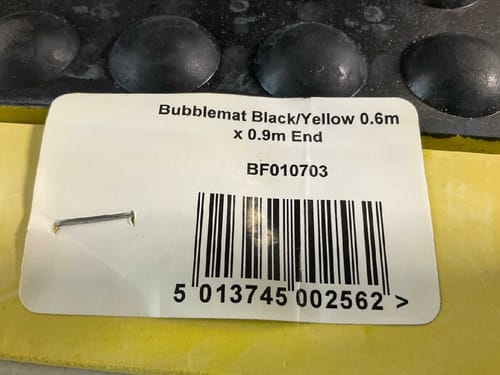 Bubblemat Black/Yellow 0.6m
x 0.9m End
BF010703
5 013745 002562 >